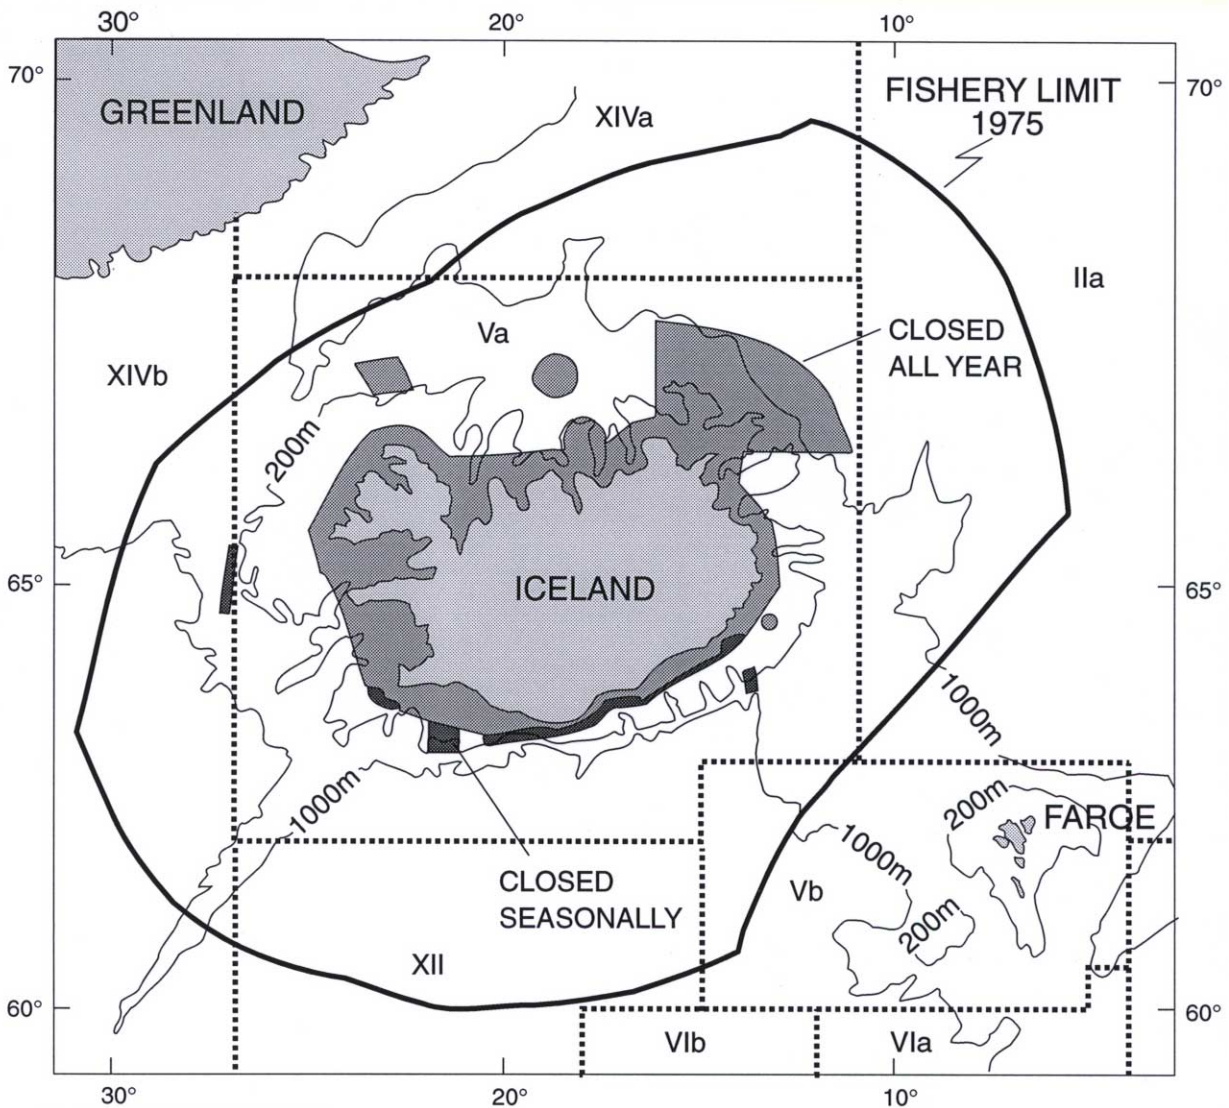 30°
20°
10°
70°
70°
GREENLAND
XIVa
FISHERY LIMIT
1975
IIa
Va
CLOSED
ALL YEAR
XIVb
200m
65°
65°
ICELAND
1000m
1000m
200m
FAROE
1000m
CLOSED
SEASONALLY
Vb
200m
XII
60°
60°
VIb
VIa
30°
20°
10°